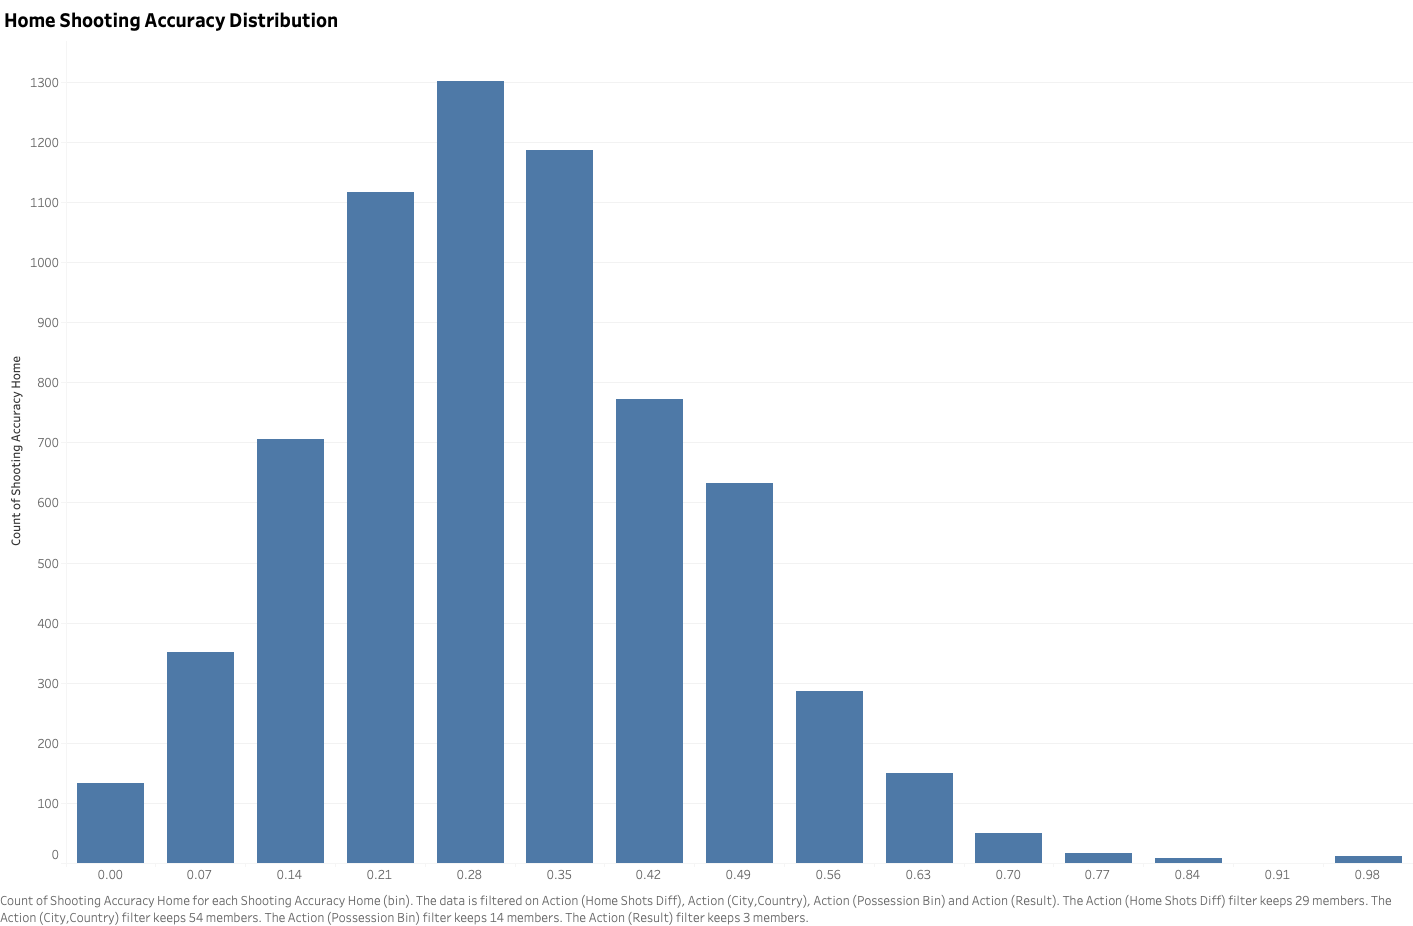 Home Shooting Accuracy Distribution
1300
1200
1100
1000
900
800
700
600
500
400
300
200
100
0
Count of Shooting Accuracy Home
0.00 0.07 0.14 0.21 0.28 0.35 0.42 0.49 0.56 0.63 0.70 0.77 0.84 0.91 0.98
Count of Shooting Accuracy Home for each Shooting Accuracy Home (bin). The data is filtered on Action (Home Shots Diff), Action (City,Country), Action (Possession Bin) and Action (Result). The Action (Home Shots Diff) filter keeps 29 members. The
Action (City,Country) filter keeps 54 members. The Action (Possession Bin) filter keeps 14 members. The Action (Result) filter keeps 3 members.